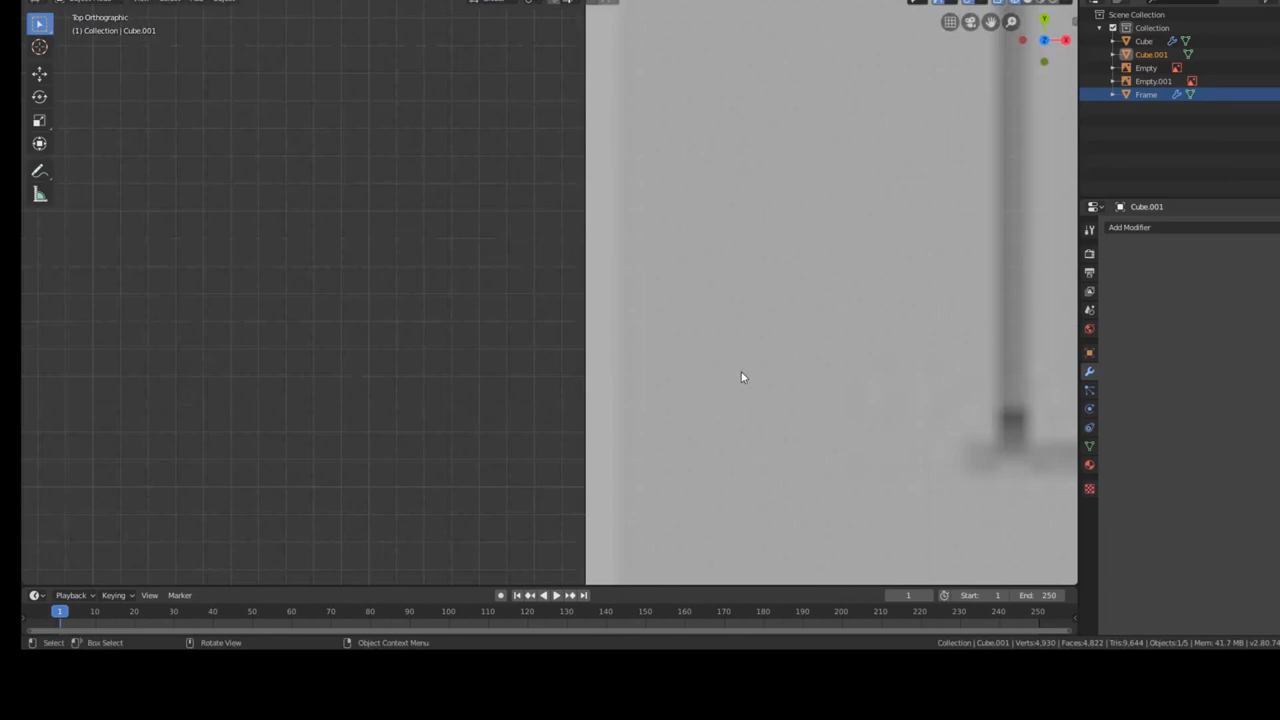 Top Orthographic
(1) Collection | Cube.001
Y
X
Z
Scene Collection
Collection
Cube
Cube.001
Empty
Empty.001
Frame
Cube.001
Add Modifier
Playback
Keying
View
Marker
1
Start: 1
End: 250
1 10 20 30 40 50 60 70 80 90 100 110 120 130 140 150 160 170 180 190 200 210 220 230 240 250
Select
Box Select
Rotate View
Object Context Menu
Collection | Cube.001 | Verts:4,930 | Faces:4,822 | Tris:9,644 | Objects:1/5 | Mem: 41.7 MB | v2.80.74